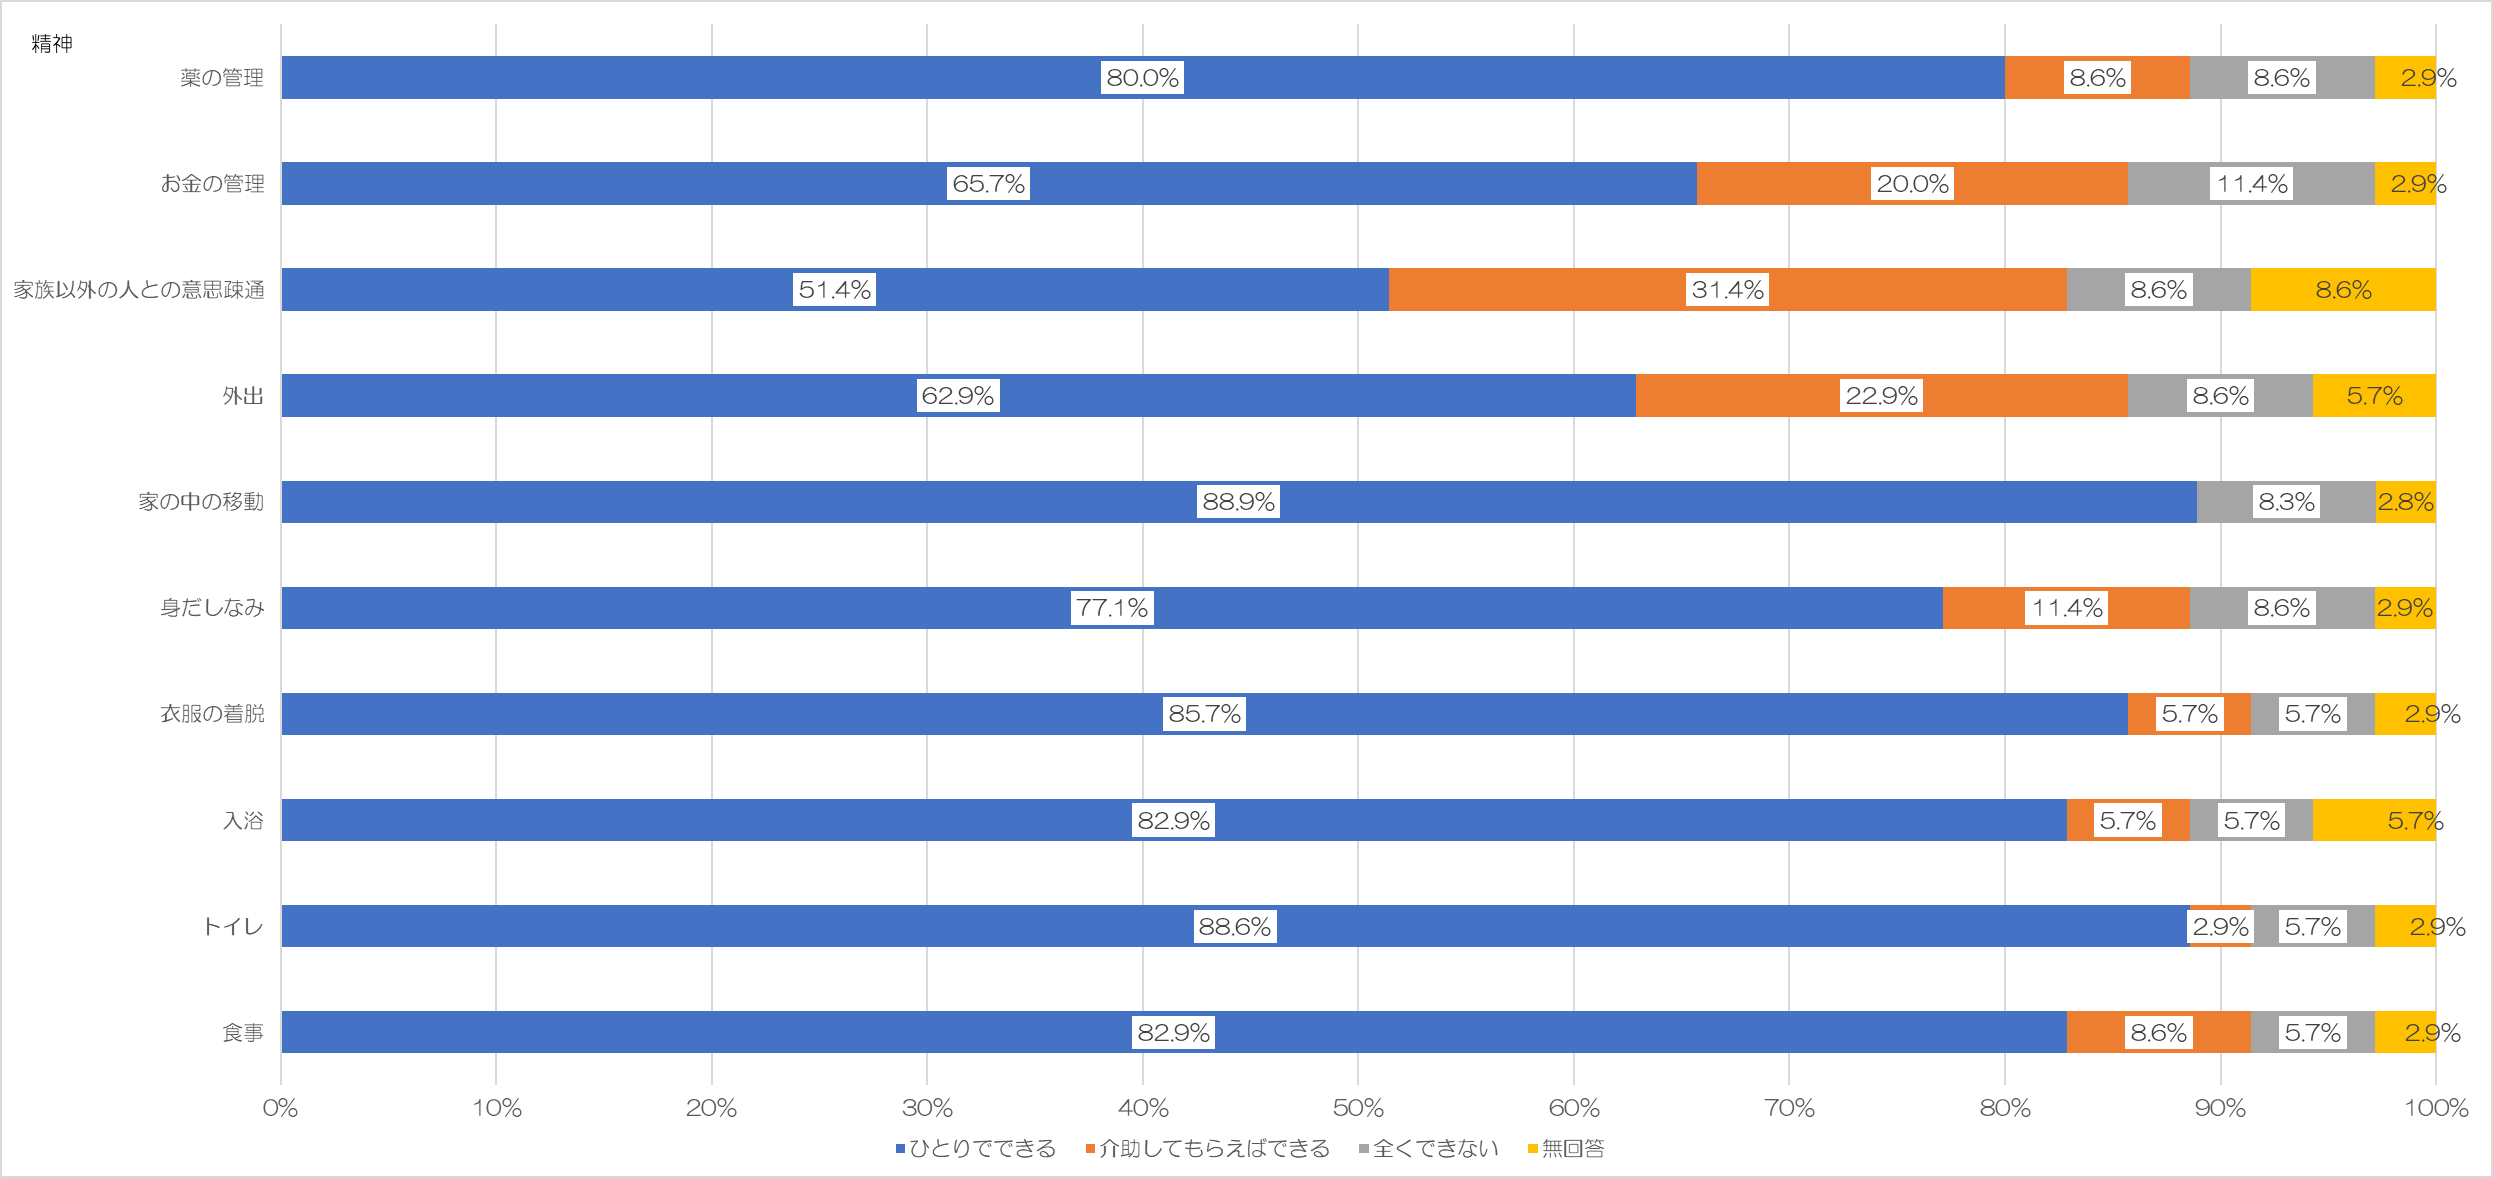 精神
薬の管理 80.0% 8.6% 8.6% 2.9%
お金の管理 65.7% 20.0% 11.4% 2.9%
家族以外の人との意思疎通 51.4% 31.4% 8.6% 8.6%
外出 62.9% 22.9% 8.6% 5.7%
家の中の移動 88.9% 8.3% 2.8%
身だしなみ 77.1% 11.4% 8.6% 2.9%
衣服の着脱 85.7% 5.7% 5.7% 2.9%
入浴 82.9% 5.7% 5.7% 5.7%
トイレ 88.6% 2.9% 5.7% 2.9%
食事 82.9% 8.6% 5.7% 2.9%
0% 10% 20% 30% 40% 50% 60% 70% 80% 90% 100%
ひとりでできる 介助してもらえばできる 全くできない 無回答